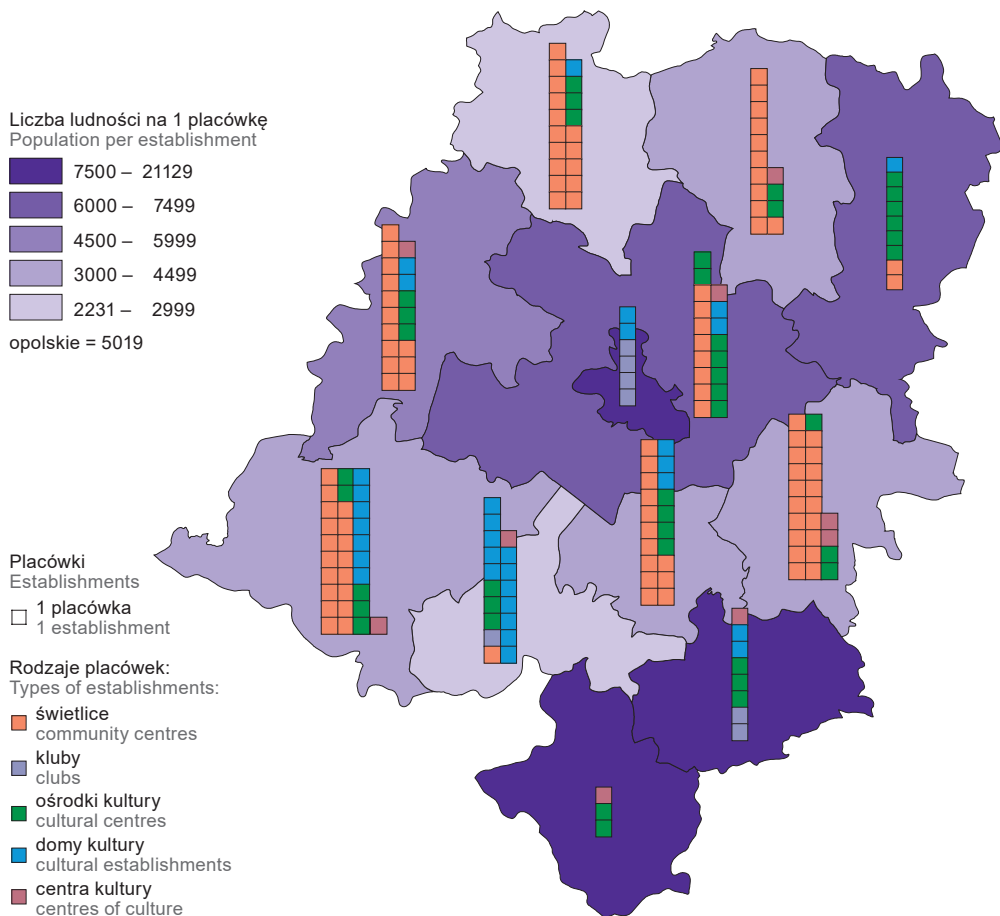 Liczba ludności na 1 placówkę
Population per establishment
7500 – 21129
6000 – 7499
4500 – 5999
3000 – 4499
2231 – 2999
opolskie = 5019
Placówki
Establishments
1 placówka
1 establishment
Rodzaje placówek:
Types of establishments:
świetlice
community centres
kluby
clubs
ośrodki kultury
cultural centres
domy kultury
cultural establishments
centra kultury
centres of culture